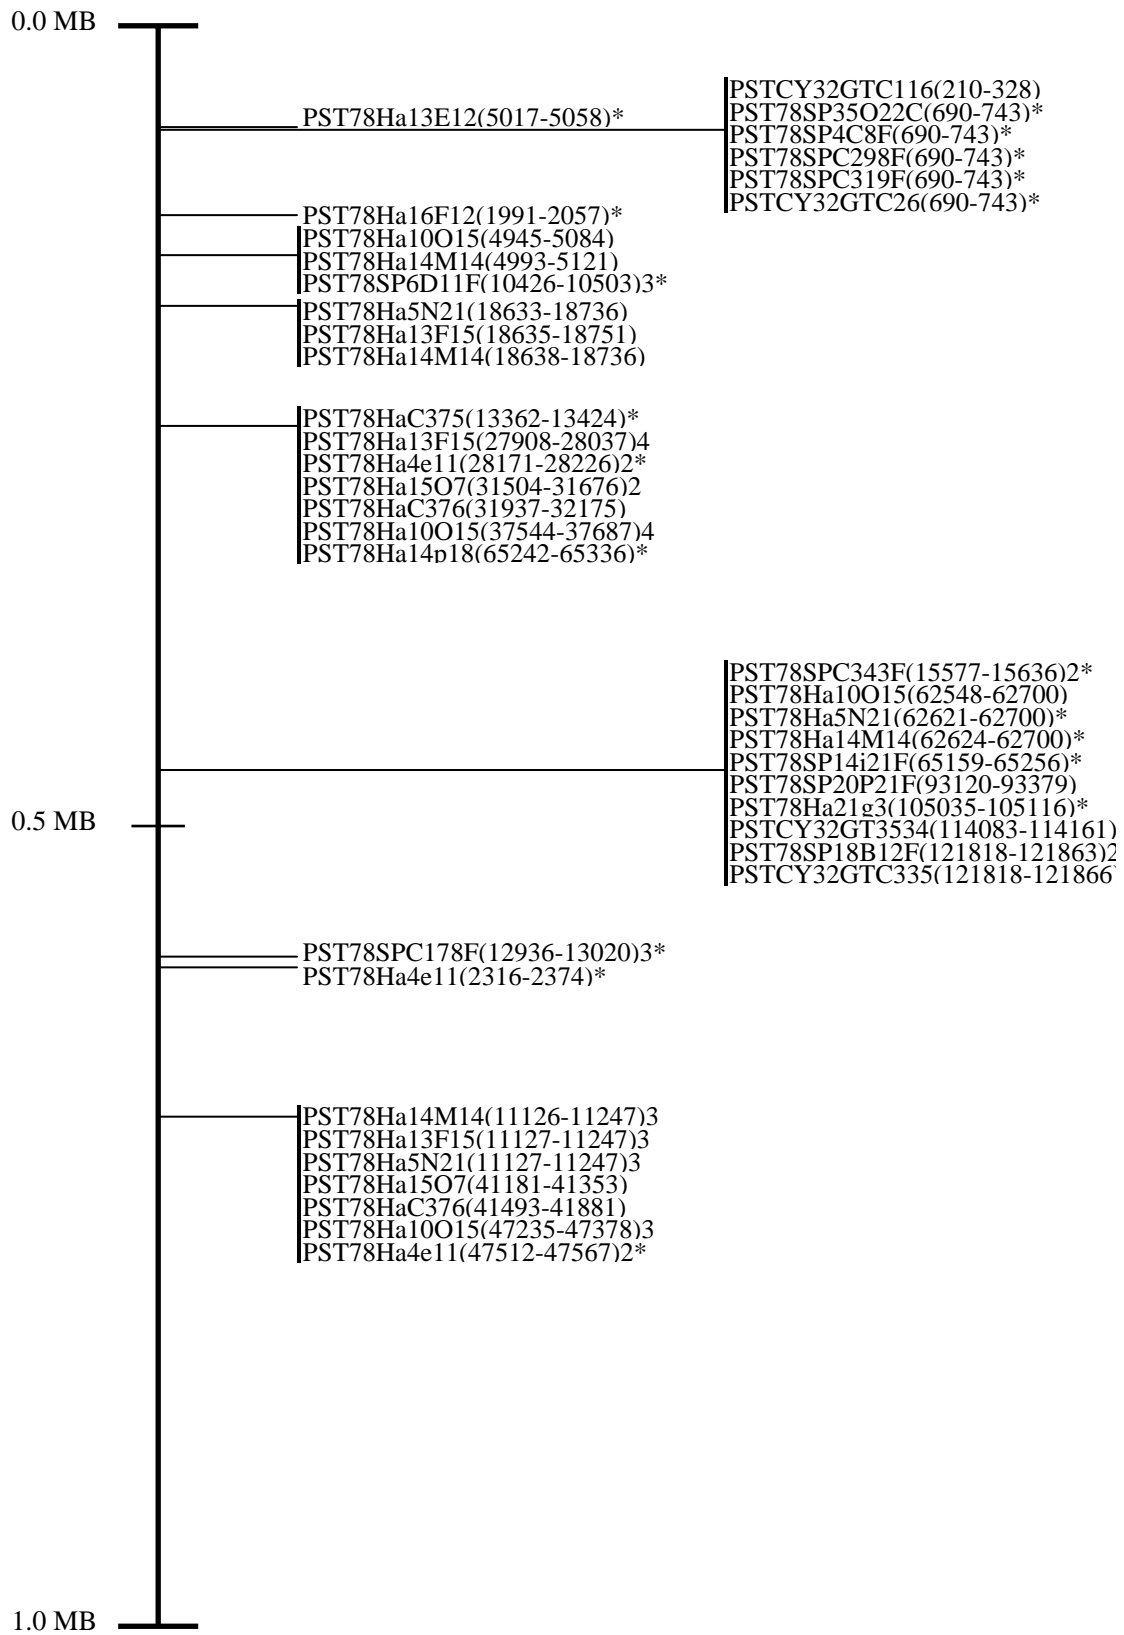 0.0 MB
PST78Ha13E12(5017-5058)*
PSTCY32GTC116(210-328)
PST78SP35O22C(690-743)*
PST78SP4C8F(690-743)*
PST78SPC298F(690-743)*
PST78SPC319F(690-743)*
PSTCY32GTC26(690-743)*
PST78Ha16F12(1991-2057)*
PST78Ha10O15(4945-5084)
PST78Ha14M14(4993-5121)
PST78SP6D11F(10426-10503)3*
PST78Ha5N21(18633-18736)
PST78Ha13F15(18635-18751)
PST78Ha14M14(18638-18736)
PST78HaC375(13362-13424)*
PST78Ha13F15(27908-28037)4
PST78Ha4e11(28171-28226)2*
PST78Ha15O7(31504-31676)2
PST78HaC376(31937-32175)
PST78Ha10O15(37544-37687)4
PST78Ha14p18(65242-65336)*
PST78SPC343F(15577-15636)2*
PST78Ha10O15(62548-62700)
PST78Ha5N21(62621-62700)*
PST78Ha14M14(62624-62700)*
PST78SP14i21F(65159-65256)*
PST78SP20P21F(93120-93379)
PST78Ha21g3(105035-105116)*
PSTCY32GT3534(114083-114161)
PST78SP18B12F(121818-121863)2
PSTCY32GTC335(121818-121866)
0.5 MB
PST78SPC178F(12936-13020)3*
PST78Ha4e11(2316-2374)*
PST78Ha14M14(11126-11247)3
PST78Ha13F15(11127-11247)3
PST78Ha5N21(11127-11247)3
PST78Ha15O7(41181-41353)
PST78HaC376(41493-41881)
PST78Ha10O15(47235-47378)3
PST78Ha4e11(47512-47567)2*
1.0 MB